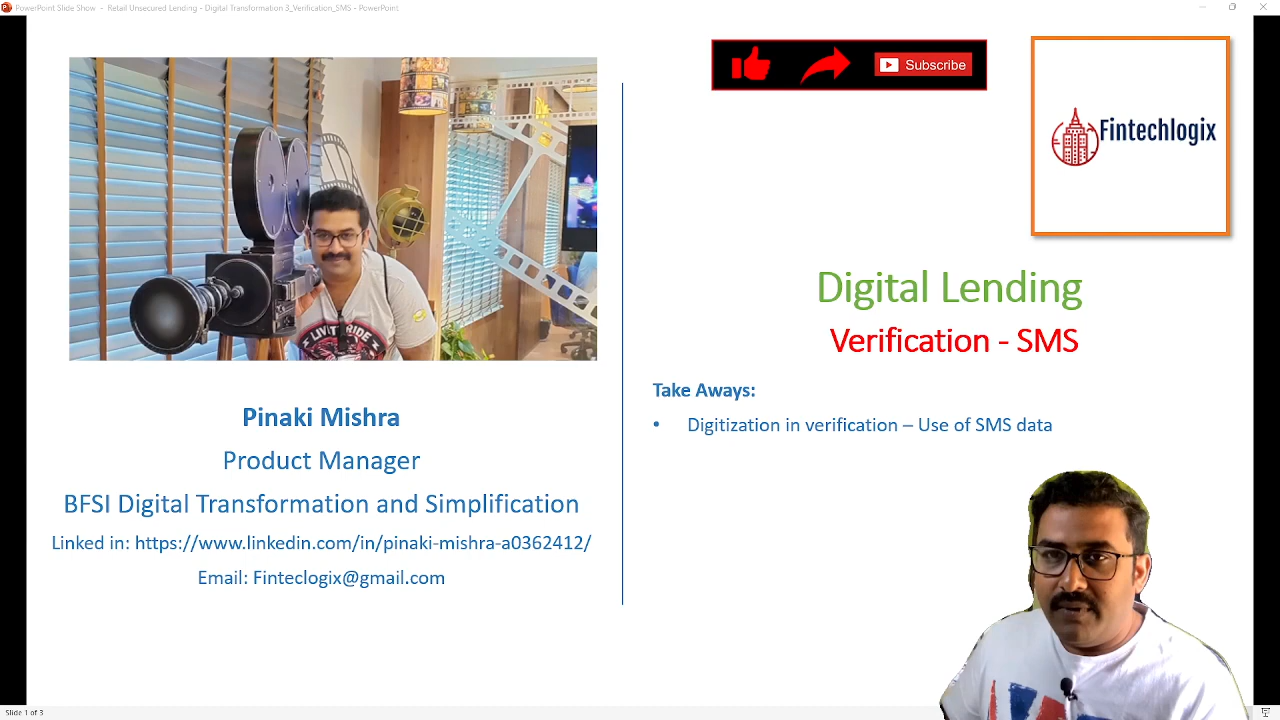 PowerPoint Slide Show - Retail Unsecured Lending - Digital Transformation 3_Verification_SMS - PowerPoint
Subscribe
Fintechlogix
LIVE RIDE
Digital Lending
Verification - SMS
Take Aways:
• Digitization in verification – Use of SMS data
Pinaki Mishra
Product Manager
BFSI Digital Transformation and Simplification
Linked in: https://www.linkedin.com/in/pinaki-mishra-a0362412/
Email: Finteclogix@gmail.com
Slide 1 of 3